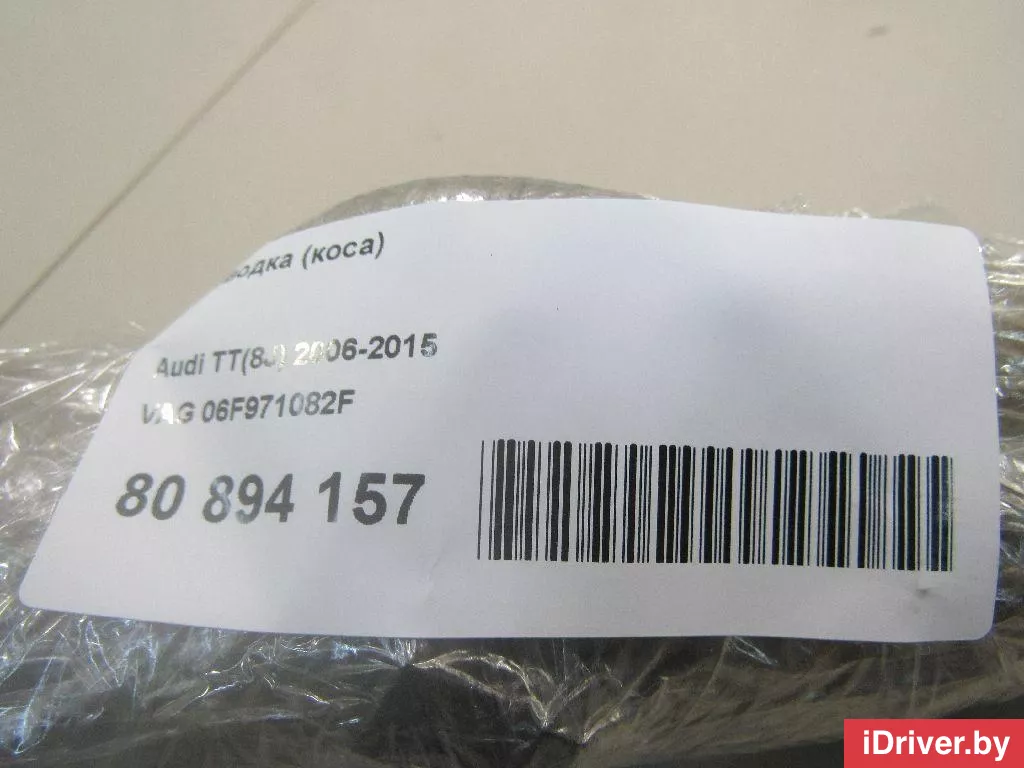 (коса)
Audi TT(8J) 2006-2015
VAG 06F971082F
80 894 157
iDriver.by